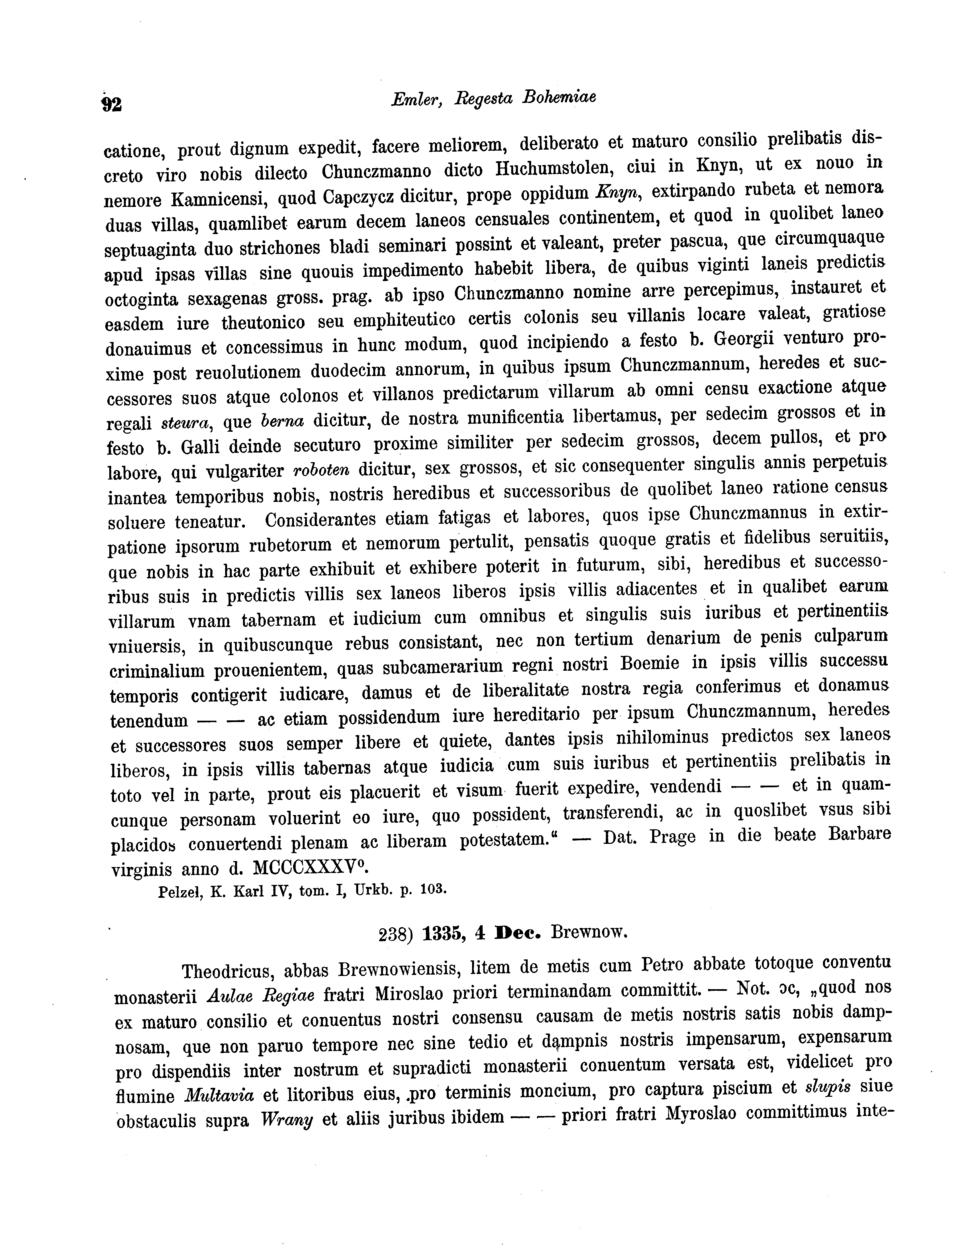 92
Emler, Regesta Bohemiae
catione, prout dignum expedit, facere meliorem, deliberato et maturo consilio prelibatis dis-
creto viro nobis dilecto Chunczmanno dicto Huchumstolen, ciui in Knyn, ut ex nouo in
nemore Kamnicensi, quod Capczycz dicitur, prope oppidum Knyn, extirpando rubeta et nemora
duas villas, quamlibet earum decem laneos censuales continentem, et quod in quolibet laneo
septuaginta duo strichones bladi seminari possint et valeant, preter pascua, que circumquaque
apud ipsas villas sine quouis impedimento habebit libera, de quibus viginti laneis predictis
octoginta sexagenas gross. prag. ab ipso Chunczmanno nomine arre percepimus, instauret et
easdem iure theutonico seu emphiteutico certis colonis seu villanis locare valeat, gratiose
donauimus et concessimus in hunc modum, quod incipiendo a festo b. Georgii venturo pro-
xime post reuolutionem duodecim annorum, in quibus ipsum Chunczmannum, heredes et suc-
cessores suos atque colonos et villanos predictarum villarum ab omni censu exactione atque
regali steura, que berna dicitur, de nostra munificentia libertamus, per sedecim grossos et in
festo b. Galli deinde secuturo proxime similiter per sedecim grossos, decem pullos, et pro
labore, qui vulgariter roboten dicitur, sex grossos, et sic consequenter singulis annis perpetuis
inantea temporibus nobis, nostris heredibus et successoribus de quolibet laneo ratione census
soluere teneatur. Considerantes etiam fatigas et labores, quos ipse Chunczmannus in extir-
patione ipsorum rubetorum et nemorum pertulit, pensatis quoque gratis et fidelibus seruitiis,
que nobis in hac parte exhibuit et exhibere poterit in futurum, sibi, heredibus et successo-
ribus suis in predictis villis sex laneos liberos ipsis villis adiacentes et in qualibet earum
villarum vnam tabernam et iudicium cum omnibus et singulis suis iuribus et pertinentiis
vniuersis, in quibuscunque rebus consistant, nec non tertium denarium de penis culparum
criminalium prouenientem, quas subcamerarium regni nostri Boemie in ipsis villis successu
temporis contigerit iudicare, damus et de liberalitate nostra regia conferimus et donamus
tenendum — — ac etiam possidendum iure hereditario per ipsum Chunczmannum, heredes
et successores suos semper libere et quiete, dantes ipsis nihilominus predictos sex laneos
liberos, in ipsis villis tabernas atque iudicia cum suis iuribus et pertinentiis prelibatis in
toto vel in parte, prout eis placuerit et visum fuerit expedire, vendendi — — et in quam-
cunque personam voluerint eo iure, quo possident, transferendi, ac in quoslibet vsus sibi
placidos conuertendi plenam ac liberam potestatem.“ — Dat. Prage in die beate Barbare
virginis anno d. MCCCXXXV⁰.
Pelzel, K. Karl IV, tom. I, Urkb. p. 103.
238) 1335, 4 Dec. Brewnow.
Theodricus, abbas Brewnowiensis, litem de metis cum Petro abbate totoque conventu
monasterii Aulae Regiae fratri Miroslao priori terminandam committit. — Not. ɔc, „quod nos
ex maturo consilio et conuentus nostri consensu causam de metis nostris satis nobis damp-
nosam, que non paruo tempore nec sine tedio et dampnis nostris impensarum, expensarum
pro dispendiis inter nostrum et supradicti monasterii conuentum versata est, videlicet pro
flumine Multavia et litoribus eius, pro terminis moncium, pro captura piscium et slupis siue
obstaculis supra Wrany et aliis juribus ibidem — — priori fratri Myroslao committimus inte-